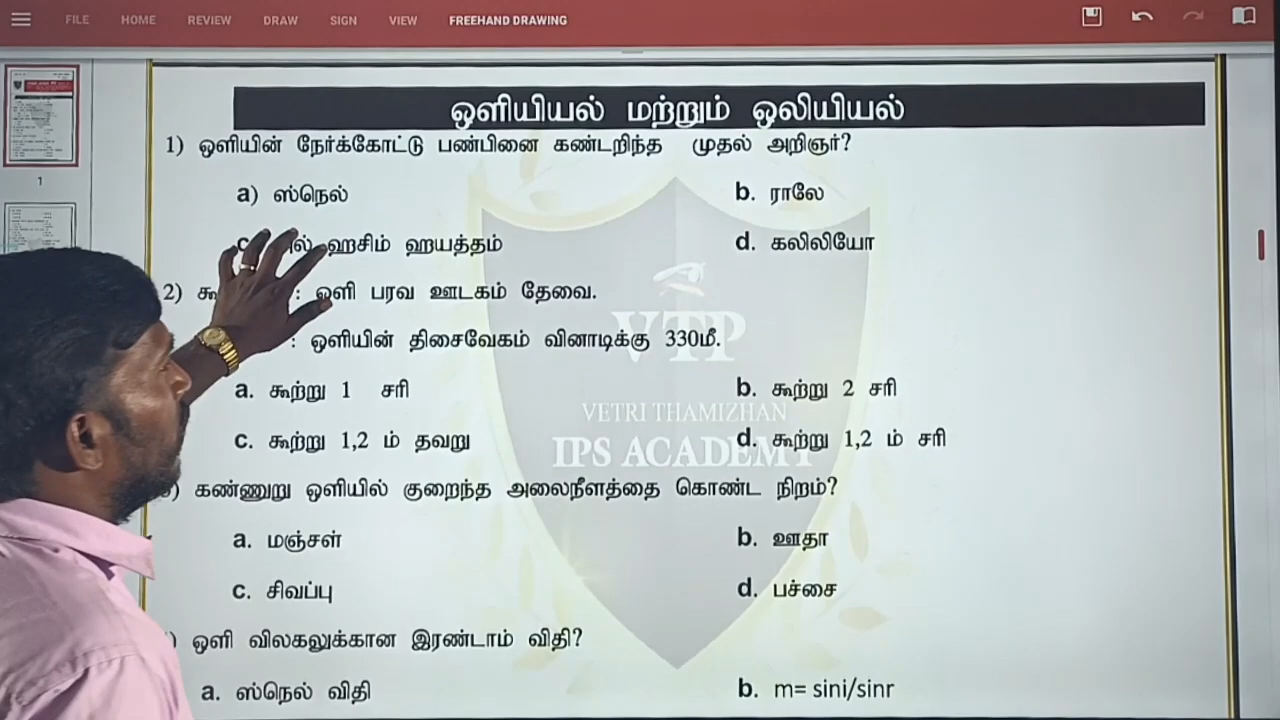 FILE HOME REVIEW DRAW SIGN VIEW FREEHAND DRAWING
ஒளியியல் மற்றும் ஒலியியல்
1) ஒளியின் நேர்க்கோட்டு பண்பினை கண்டறிந்த முதல் அறிஞர்?
a) ஸ்நெல் b. ராலே
ஹசிம் ஹயத்தம் d. கலிலியோ
2) : ஒளி பரவ ஊடகம் தேவை.
: ஒளியின் திசைவேகம் வினாடிக்கு 330மீ.
a. கூற்று 1 சரி b. கூற்று 2 சரி
c. கூற்று 1,2 ம் தவறு d. கூற்று 1,2 ம் சரி
) கண்ணுறு ஒளியில் குறைந்த அலைநீளத்தை கொண்ட நிறம்?
a. மஞ்சள் b. ஊதா
c. சிவப்பு d. பச்சை
) ஒளி விலகலுக்கான இரண்டாம் விதி?
a. ஸ்நெல் விதி b. m= sini/sinr
VTP
VETRI THAMIZHAN
IPS ACADEMY
1